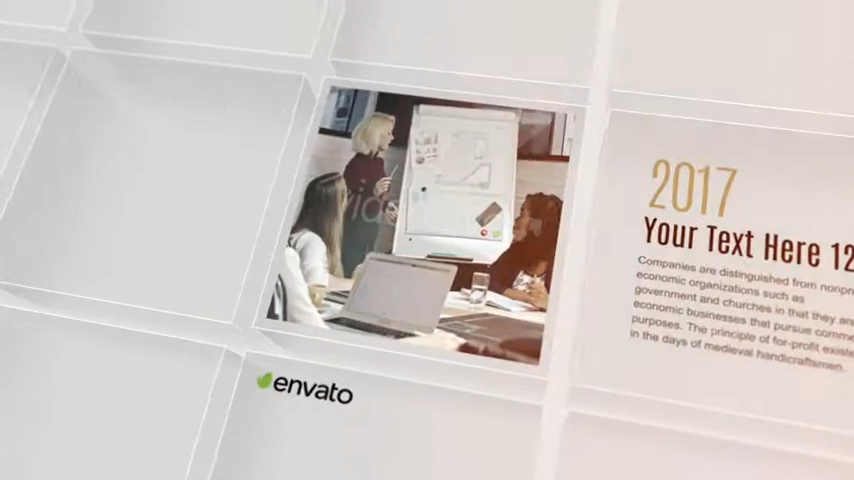 2017
Your Text Here 12
Companies are distinguished from nonpr
economic organizations such as
government and churches in that they are
economic businesses that pursue comme
purposes. The principle of for-profit existe
in the days of medieval handicraftsmen.
envato